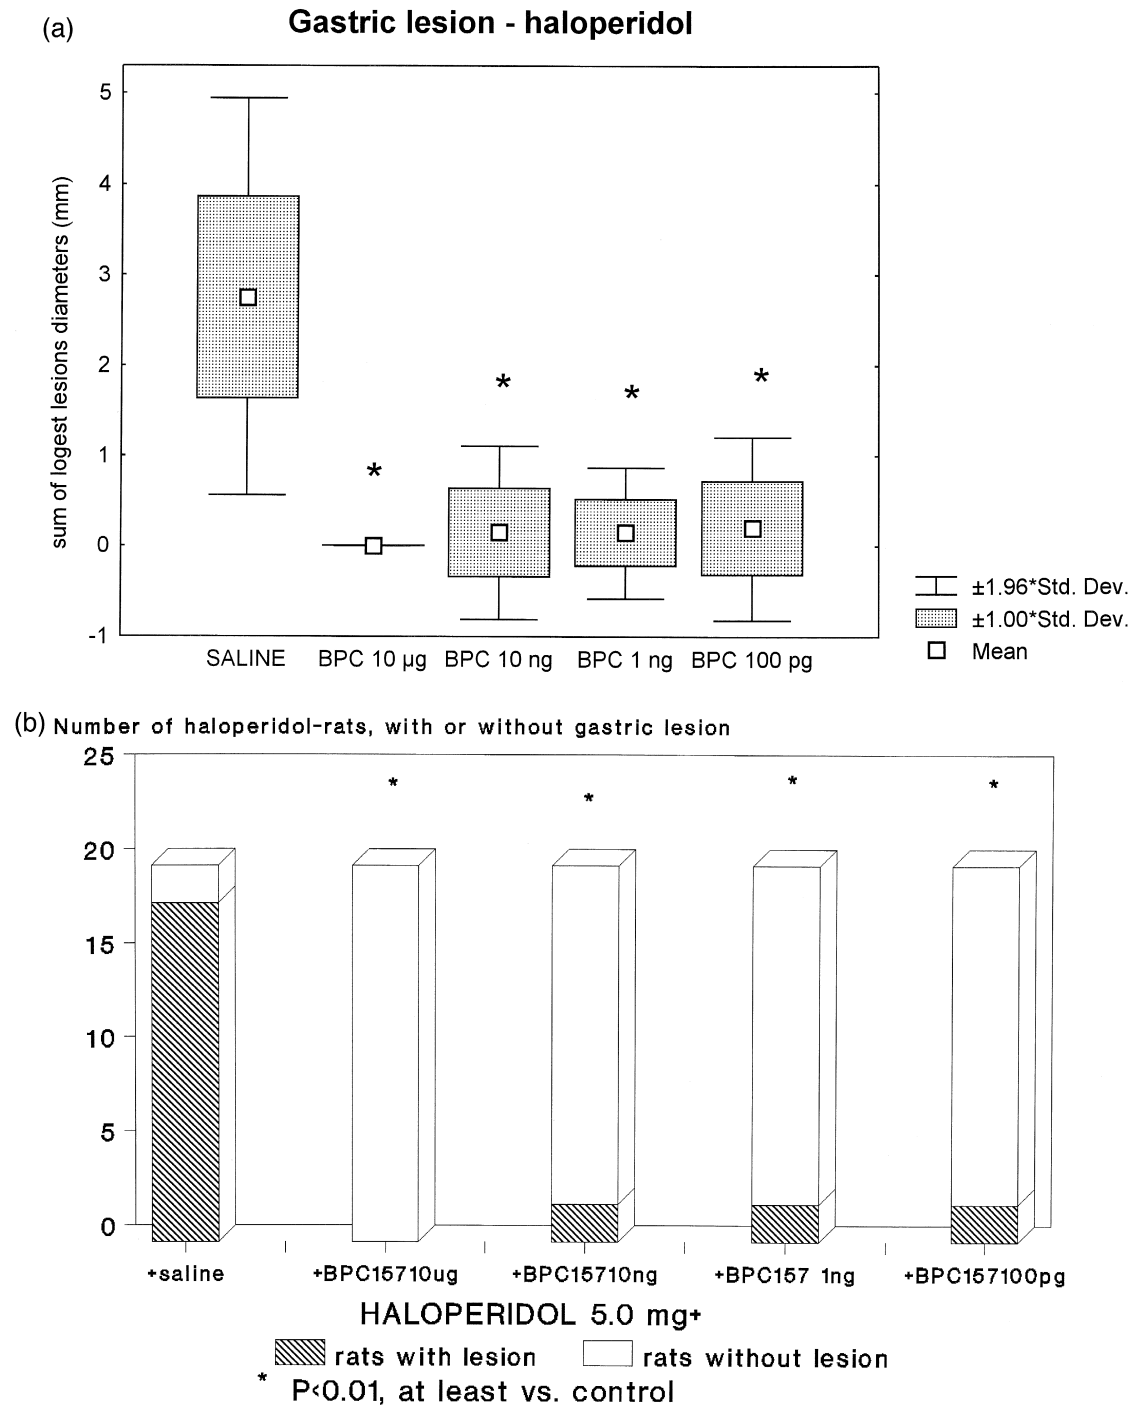 (a)
Gastric lesion - haloperidol
sum of logest lesions diameters (mm)
5
4
3
2
1
0
-1
* * * *
SALINE BPC 10 µg BPC 10 ng BPC 1 ng BPC 100 pg
±1.96*Std. Dev.
±1.00*Std. Dev.
Mean
(b) Number of haloperidol-rats, with or without gastric lesion
25
20
15
10
5
0
* * * *
+saline +BPC15710ug +BPC15710ng +BPC157 1ng +BPC157100pg
HALOPERIDOL 5.0 mg+
rats with lesion rats without lesion
* P<0.01, at least vs. control